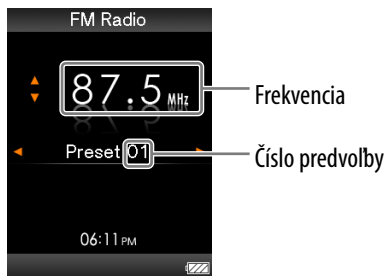 FM Radio
87.5 MHz
Frekvencia
Preset 01
Číslo predvoľby
06:11 PM